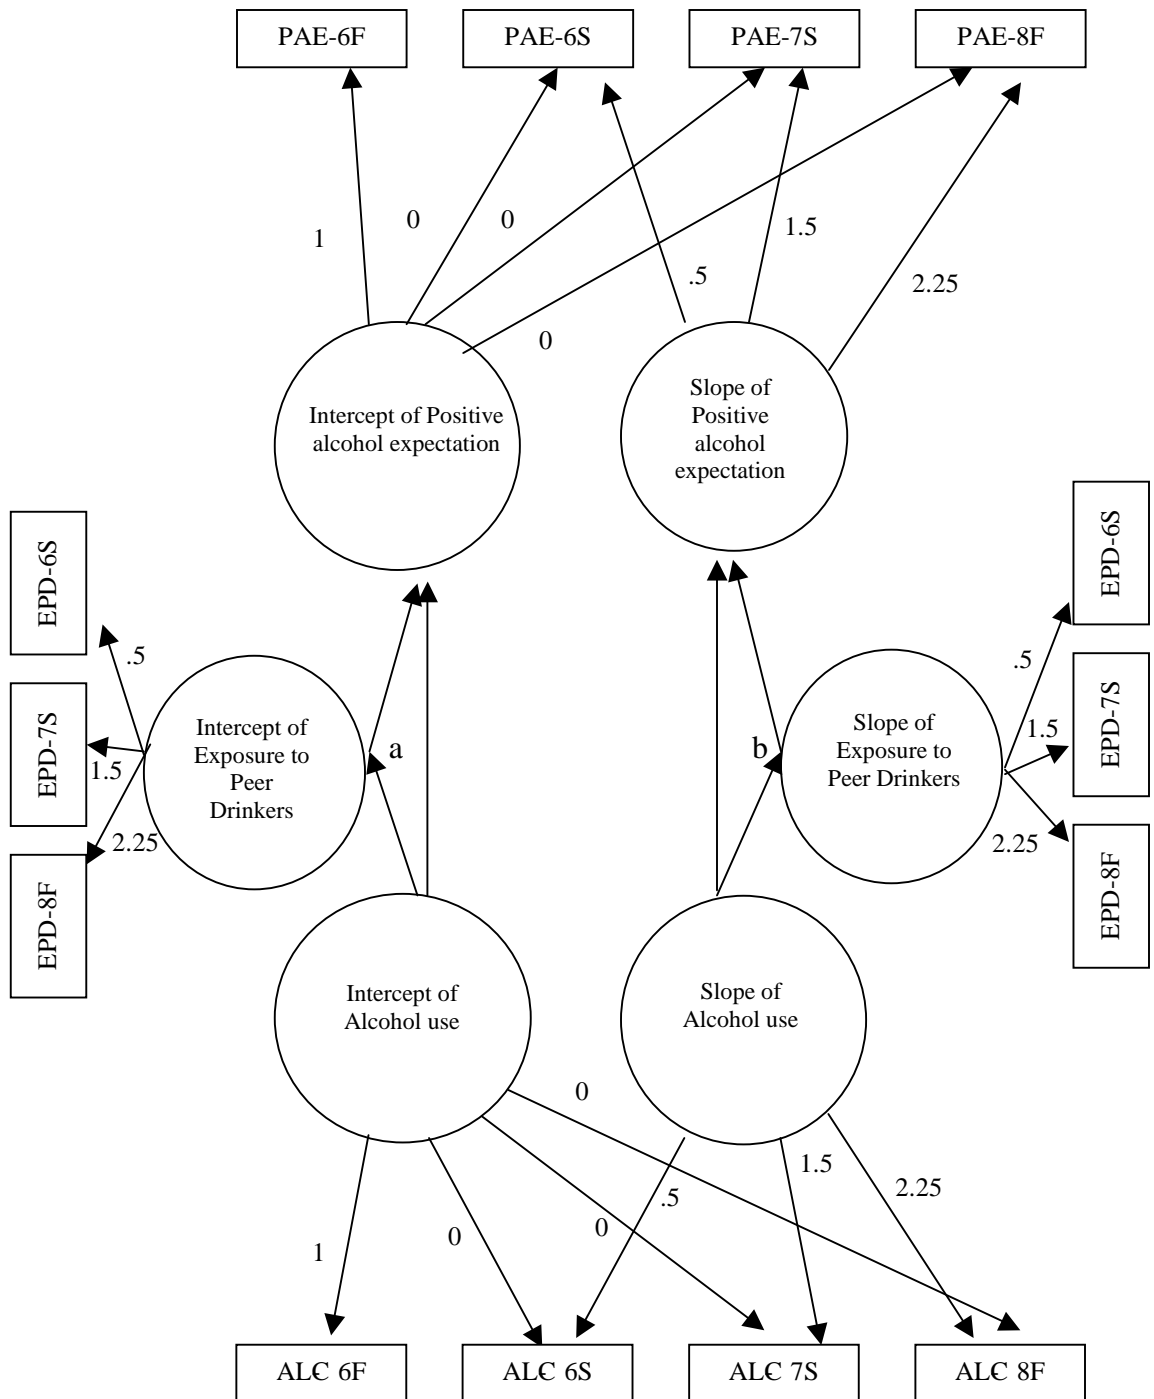 PAE-6F
PAE-6S
PAE-7S
PAE-8F
1
0
0
0
.5
1.5
2.25
Intercept of Positive
alcohol expectation
Slope of
Positive
alcohol
expectation
EPD-6S
EPD-7S
EPD-8F
.5
1.5
2.25
Intercept of
Exposure to
Peer
Drinkers
a
b
Slope of
Exposure to
Peer Drinkers
.5
1.5
2.25
EPD-6S
EPD-7S
EPD-8F
Intercept of
Alcohol use
Slope of
Alcohol use
1
0
0
0
.5
1.5
2.25
ALC 6F
ALC 6S
ALC 7S
ALC 8F